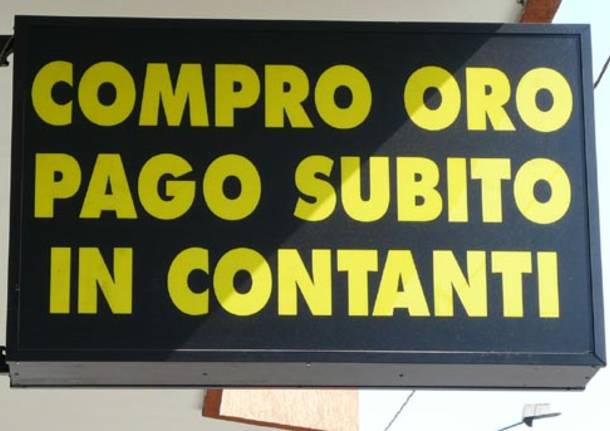 COMPRO ORO
PAGO SUBITO
IN CONTANTI